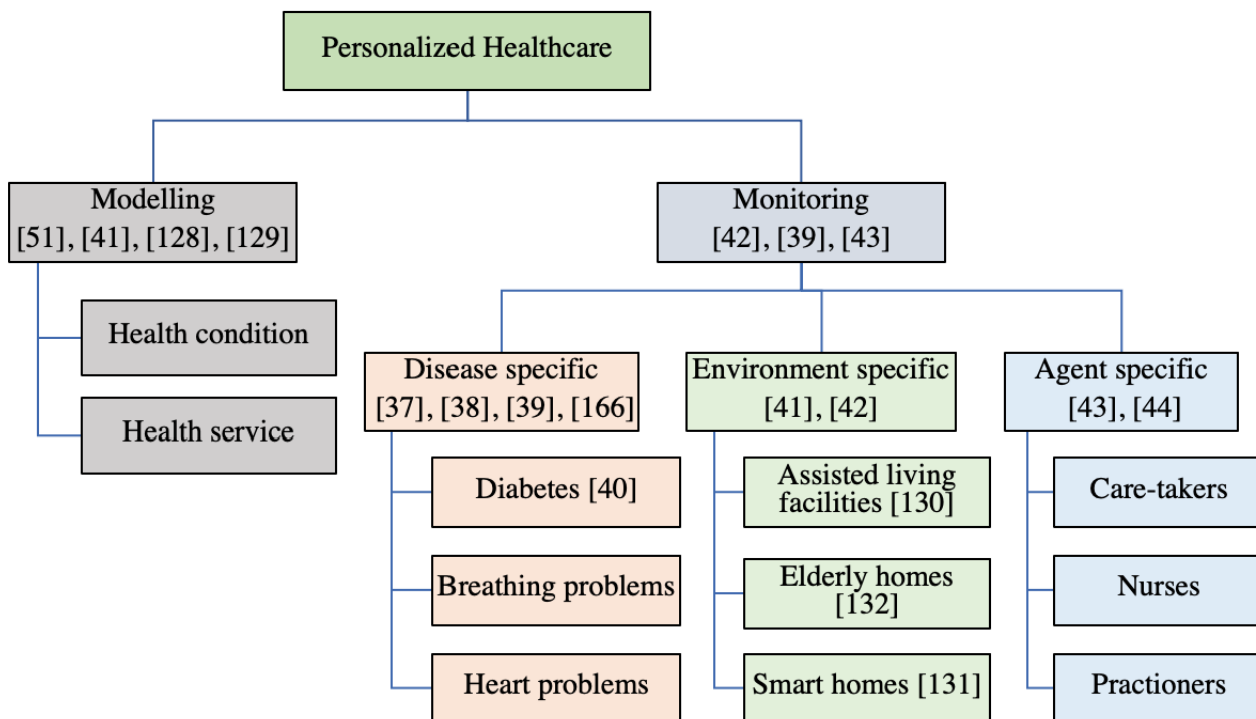 Personalized Healthcare
Modelling
[51], [41], [128], [129]
Health condition
Health service
Monitoring
[42], [39], [43]
Disease specific
[37], [38], [39], [166]
Diabetes [40]
Breathing problems
Heart problems
Environment specific
[41], [42]
Assisted living
facilities [130]
Elderly homes
[132]
Smart homes [131]
Agent specific
[43], [44]
Care-takers
Nurses
Practioners